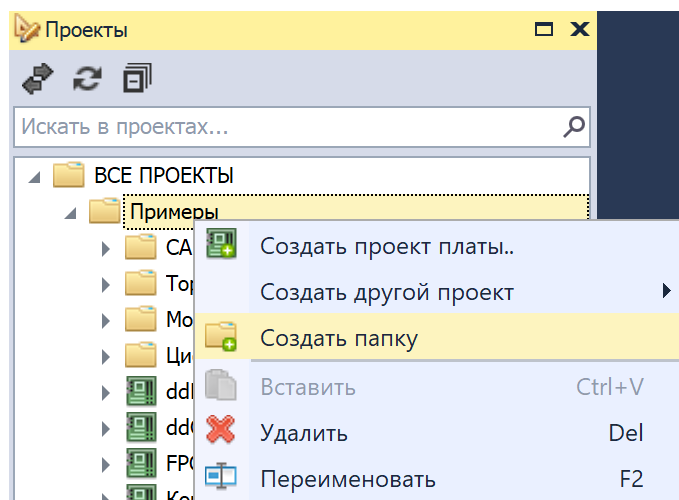 Проекты
Искать в проектах...
ВСЕ ПРОЕКТЫ
Примеры
Создать проект платы..
Создать другой проект
Создать папку
Вставить Ctrl+V
Удалить Del
Переименовать F2